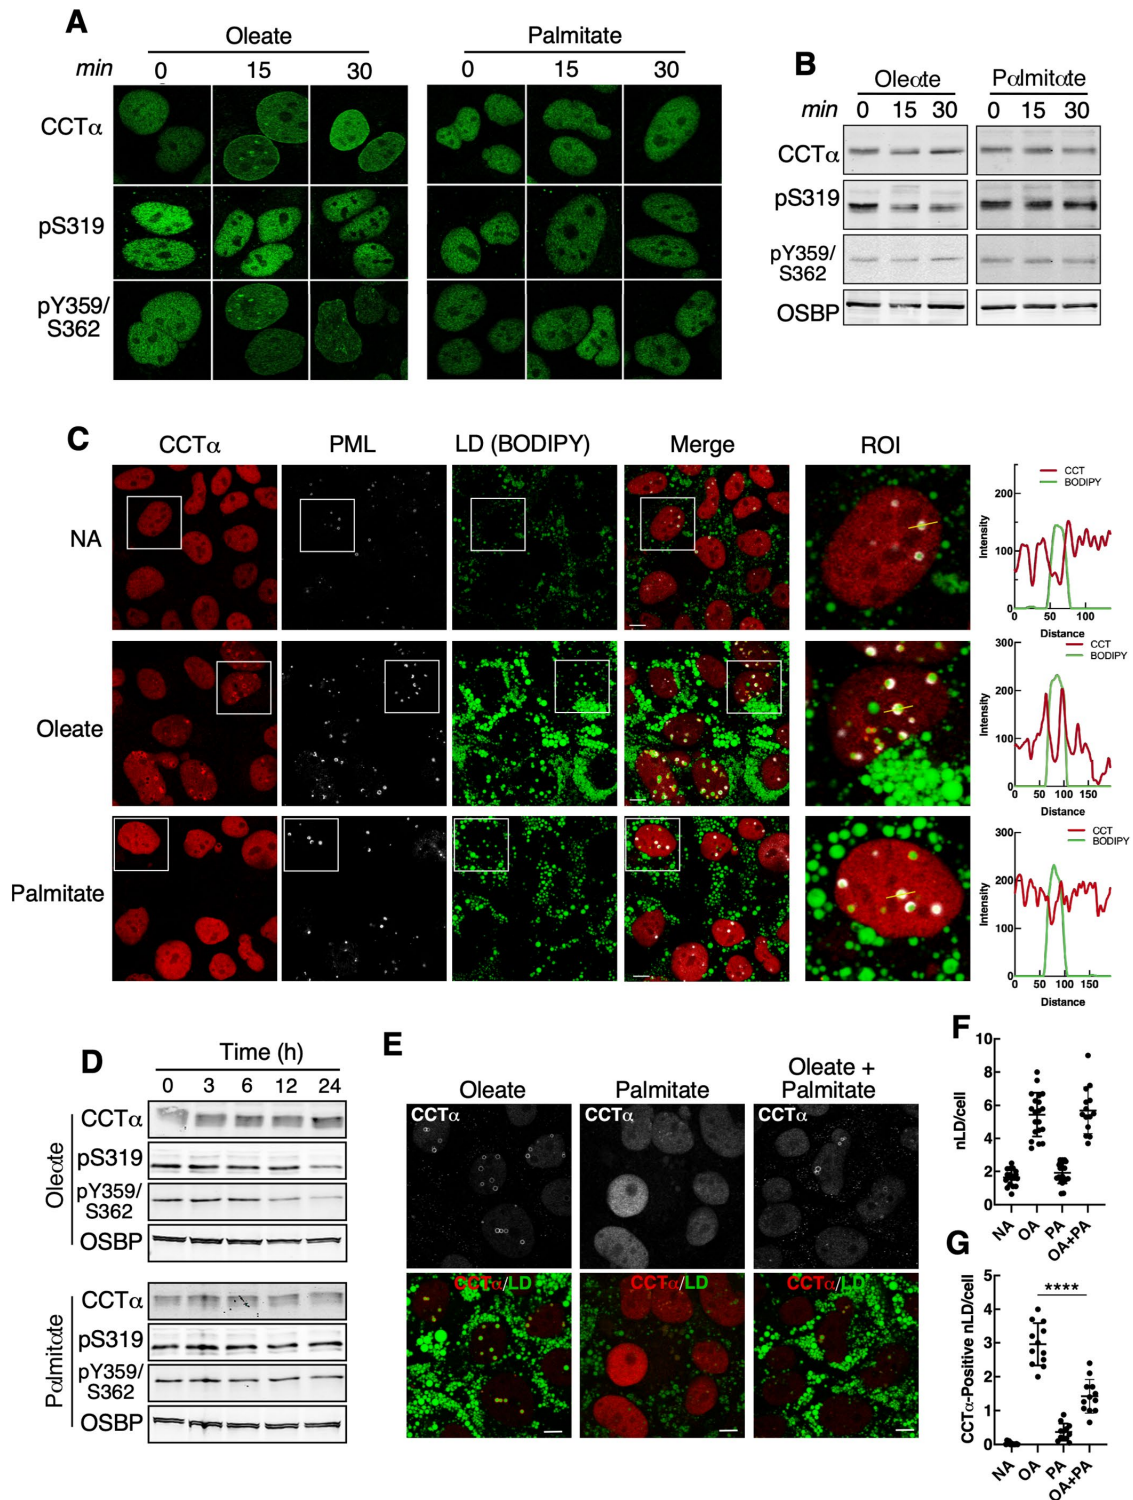 A
Oleate
Palmitate
min 0 15 30 0 15 30
CCTα
pS319
pY359/
S362
B
Oleαte Pαlmitαte
min 0 15 30 0 15 30
CCTα
pS319
pY359/
S362
OSBP
C
CCTα PML LD (BODIPY) Merge ROI
NA
CCT
BODIPY
Intensity
200
100
0
0 50 100
Distance
Oleate
CCT
BODIPY
Intensity
300
200
100
0
0 50 100 150
Distance
Palmitate
CCT
BODIPY
Intensity
300
200
100
0
0 50 100 150
Distance
D
Time (h)
0 3 6 12 24
Oleαte
CCTα
pS319
pY359/
S362
OSBP
Pαlmitαte
CCTα
pS319
pY359/
S362
OSBP
E
Oleate Palmitate Oleate +
Palmitate
CCTα CCTα CCTα
CCTα/LD CCTα/LD CCTα/LD
F
nLD/cell
10
8
6
4
2
0
NA OA PA OA+PA
G
CCTα-Positive nLD/cell
5
4
3
2
1
0
****
NA OA PA OA+PA